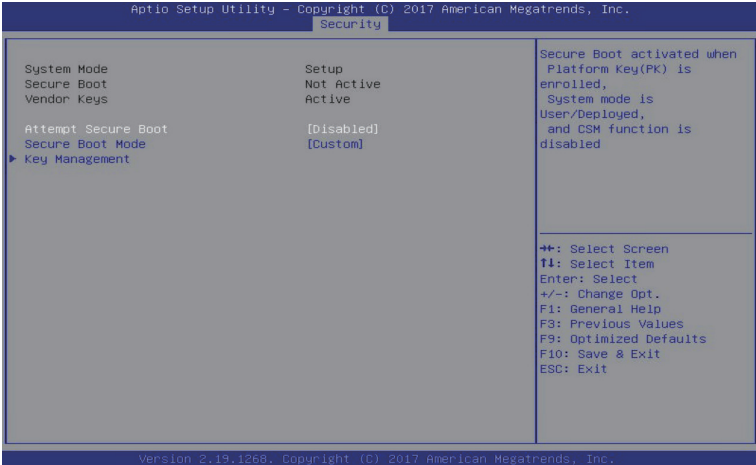 Aptio Setup Utility – Copyright (C) 2017 American Megatrends, Inc.
Security
System Mode Setup
Secure Boot Not Active
Vendor Keys Active
Attempt Secure Boot [Disabled]
Secure Boot Mode [Custom]
Key Management
Secure Boot activated when
Platform Key(PK) is
enrolled,
System mode is
User/Deployed,
and CSM function is
disabled
→←: Select Screen
↑↓: Select Item
Enter: Select
+/-: Change Opt.
F1: General Help
F3: Previous Values
F9: Optimized Defaults
F10: Save & Exit
ESC: Exit
Version 2.19.1268. Copyright (C) 2017 American Megatrends, Inc.